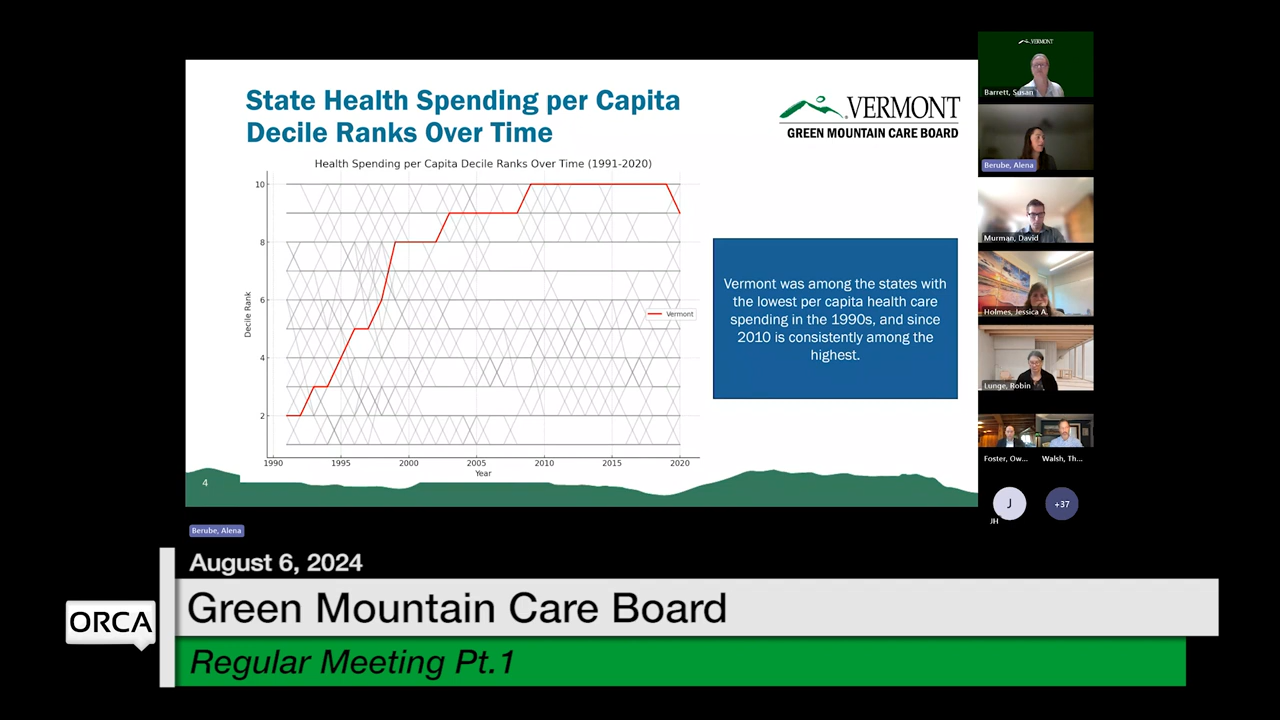 State Health Spending per Capita
Decile Ranks Over Time
VERMONT
GREEN MOUNTAIN CARE BOARD
Health Spending per Capita Decile Ranks Over Time (1991-2020)
10
8
6
4
2
Decile Rank
1990 1995 2000 2005 2010 2015 2020
Year
Vermont
Vermont was among the states with
the lowest per capita health care
spending in the 1990s, and since
2010 is consistently among the
highest.
4
VERMONT
Barrett, Susan
Berube, Alena
Murman, David
Holmes, Jessica A.
Lunge, Robin
Foster, Ow... Walsh, Th...
J
JH
+37
Berube, Alena
August 6, 2024
ORCA
Green Mountain Care Board
Regular Meeting Pt.1